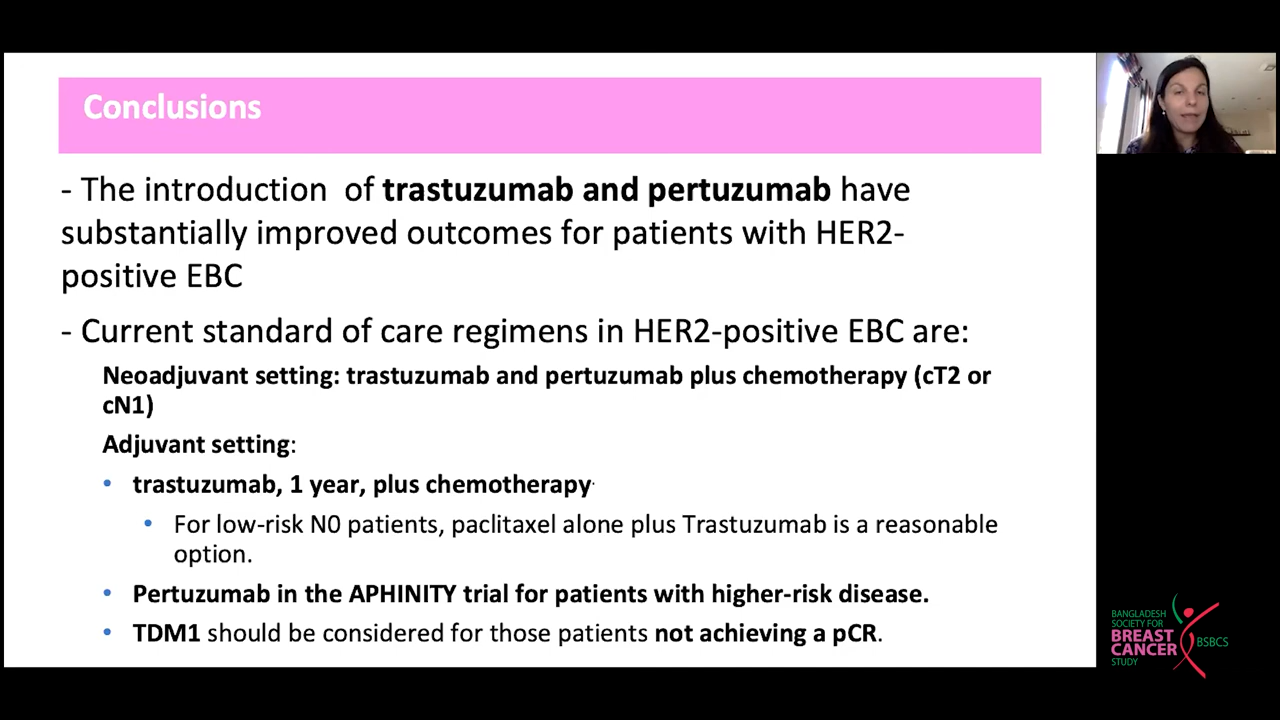 Conclusions
- The introduction of trastuzumab and pertuzumab have
substantially improved outcomes for patients with HER2-
positive EBC
- Current standard of care regimens in HER2-positive EBC are:
Neoadjuvant setting: trastuzumab and pertuzumab plus chemotherapy (cT2 or
cN1)
Adjuvant setting:
• trastuzumab, 1 year, plus chemotherapy.
• For low-risk N0 patients, paclitaxel alone plus Trastuzumab is a reasonable
option.
• Pertuzumab in the APHINITY trial for patients with higher-risk disease.
• TDM1 should be considered for those patients not achieving a pCR.
BANGLADESH
SOCIETY FOR
BREAST
CANCER
STUDY
BSBCS